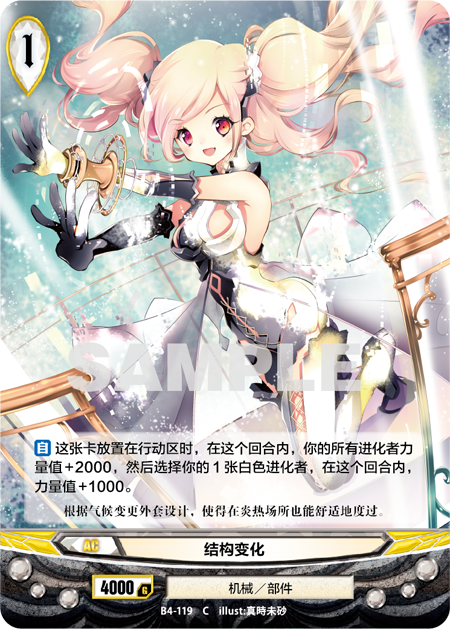 1
SAMPLE
自 这张卡放置在行动区时，在这个回合内，你的所有进化者力
量值+2000，然后选择你的1张白色进化者，在这个回合内，
力量值+1000。
根据气候变更外套设计，使得在炎热场所也能舒适地度过。
AC 结构变化
4000 G 机械／部件
B4-119 C illust:真時未砂